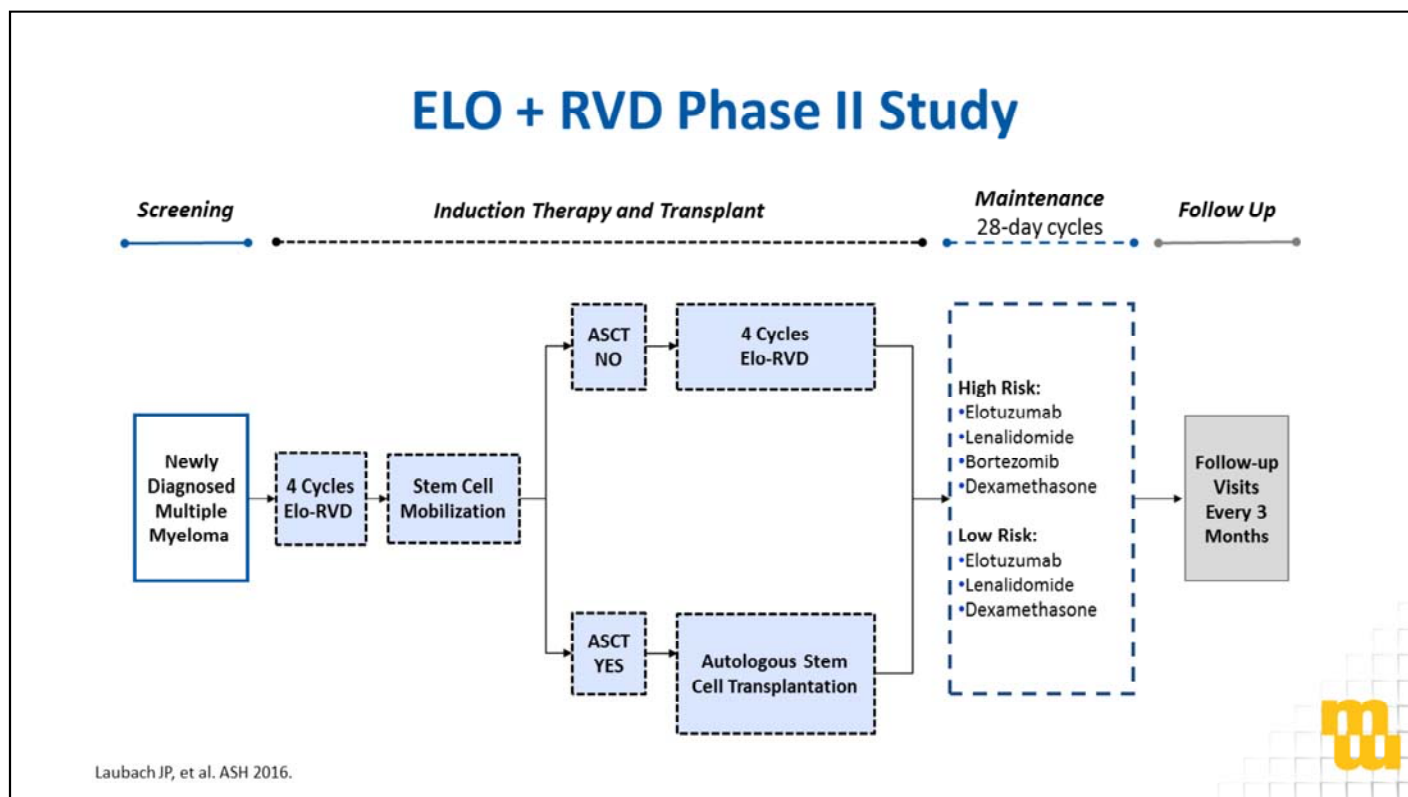 ELO + RVD Phase II Study
Screening
Induction Therapy and Transplant
Maintenance
28-day cycles
Follow Up
Newly
Diagnosed
Multiple
Myeloma
4 Cycles
Elo-RVD
Stem Cell
Mobilization
ASCT
NO
4 Cycles
Elo-RVD
ASCT
YES
Autologous Stem
Cell Transplantation
High Risk:
•Elotuzumab
•Lenalidomide
•Bortezomib
•Dexamethasone
Low Risk:
•Elotuzumab
•Lenalidomide
•Dexamethasone
Follow-up
Visits
Every 3
Months
Laubach JP, et al. ASH 2016.